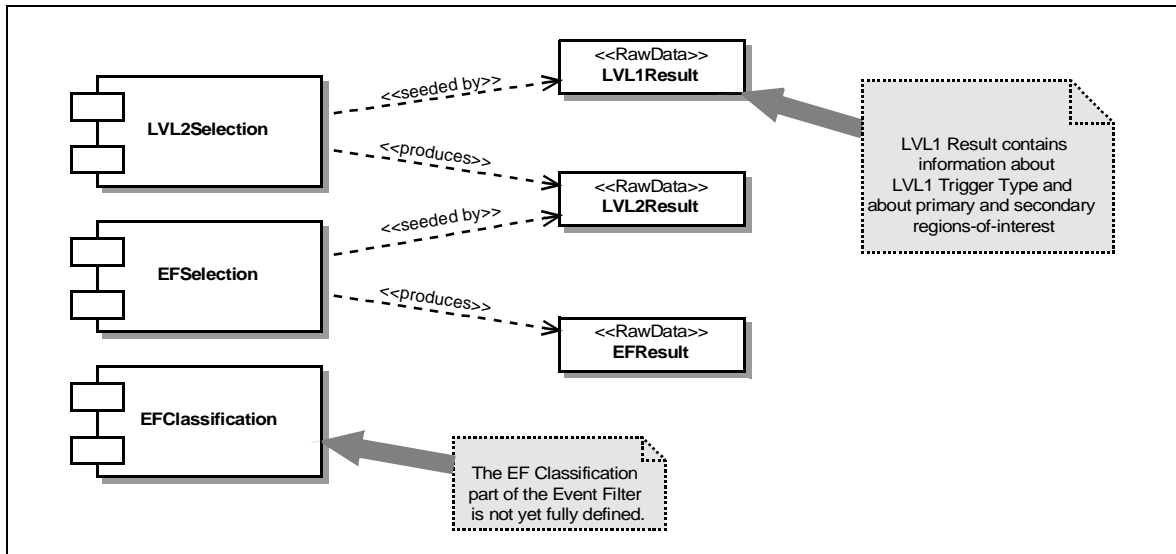 <<RawData>>
LVL1Result
<<seeded by>>
LVL2Selection
LVL1 Result contains
information about
LVL1 Trigger Type and
about primary and secondary
regions-of-interest
<<produces>>
<<RawData>>
LVL2Result
<<seeded by>>
EFSelection
<<produces>>
<<RawData>>
EFResult
EFClassification
The EF Classification
part of the Event Filter
is not yet fully defined.